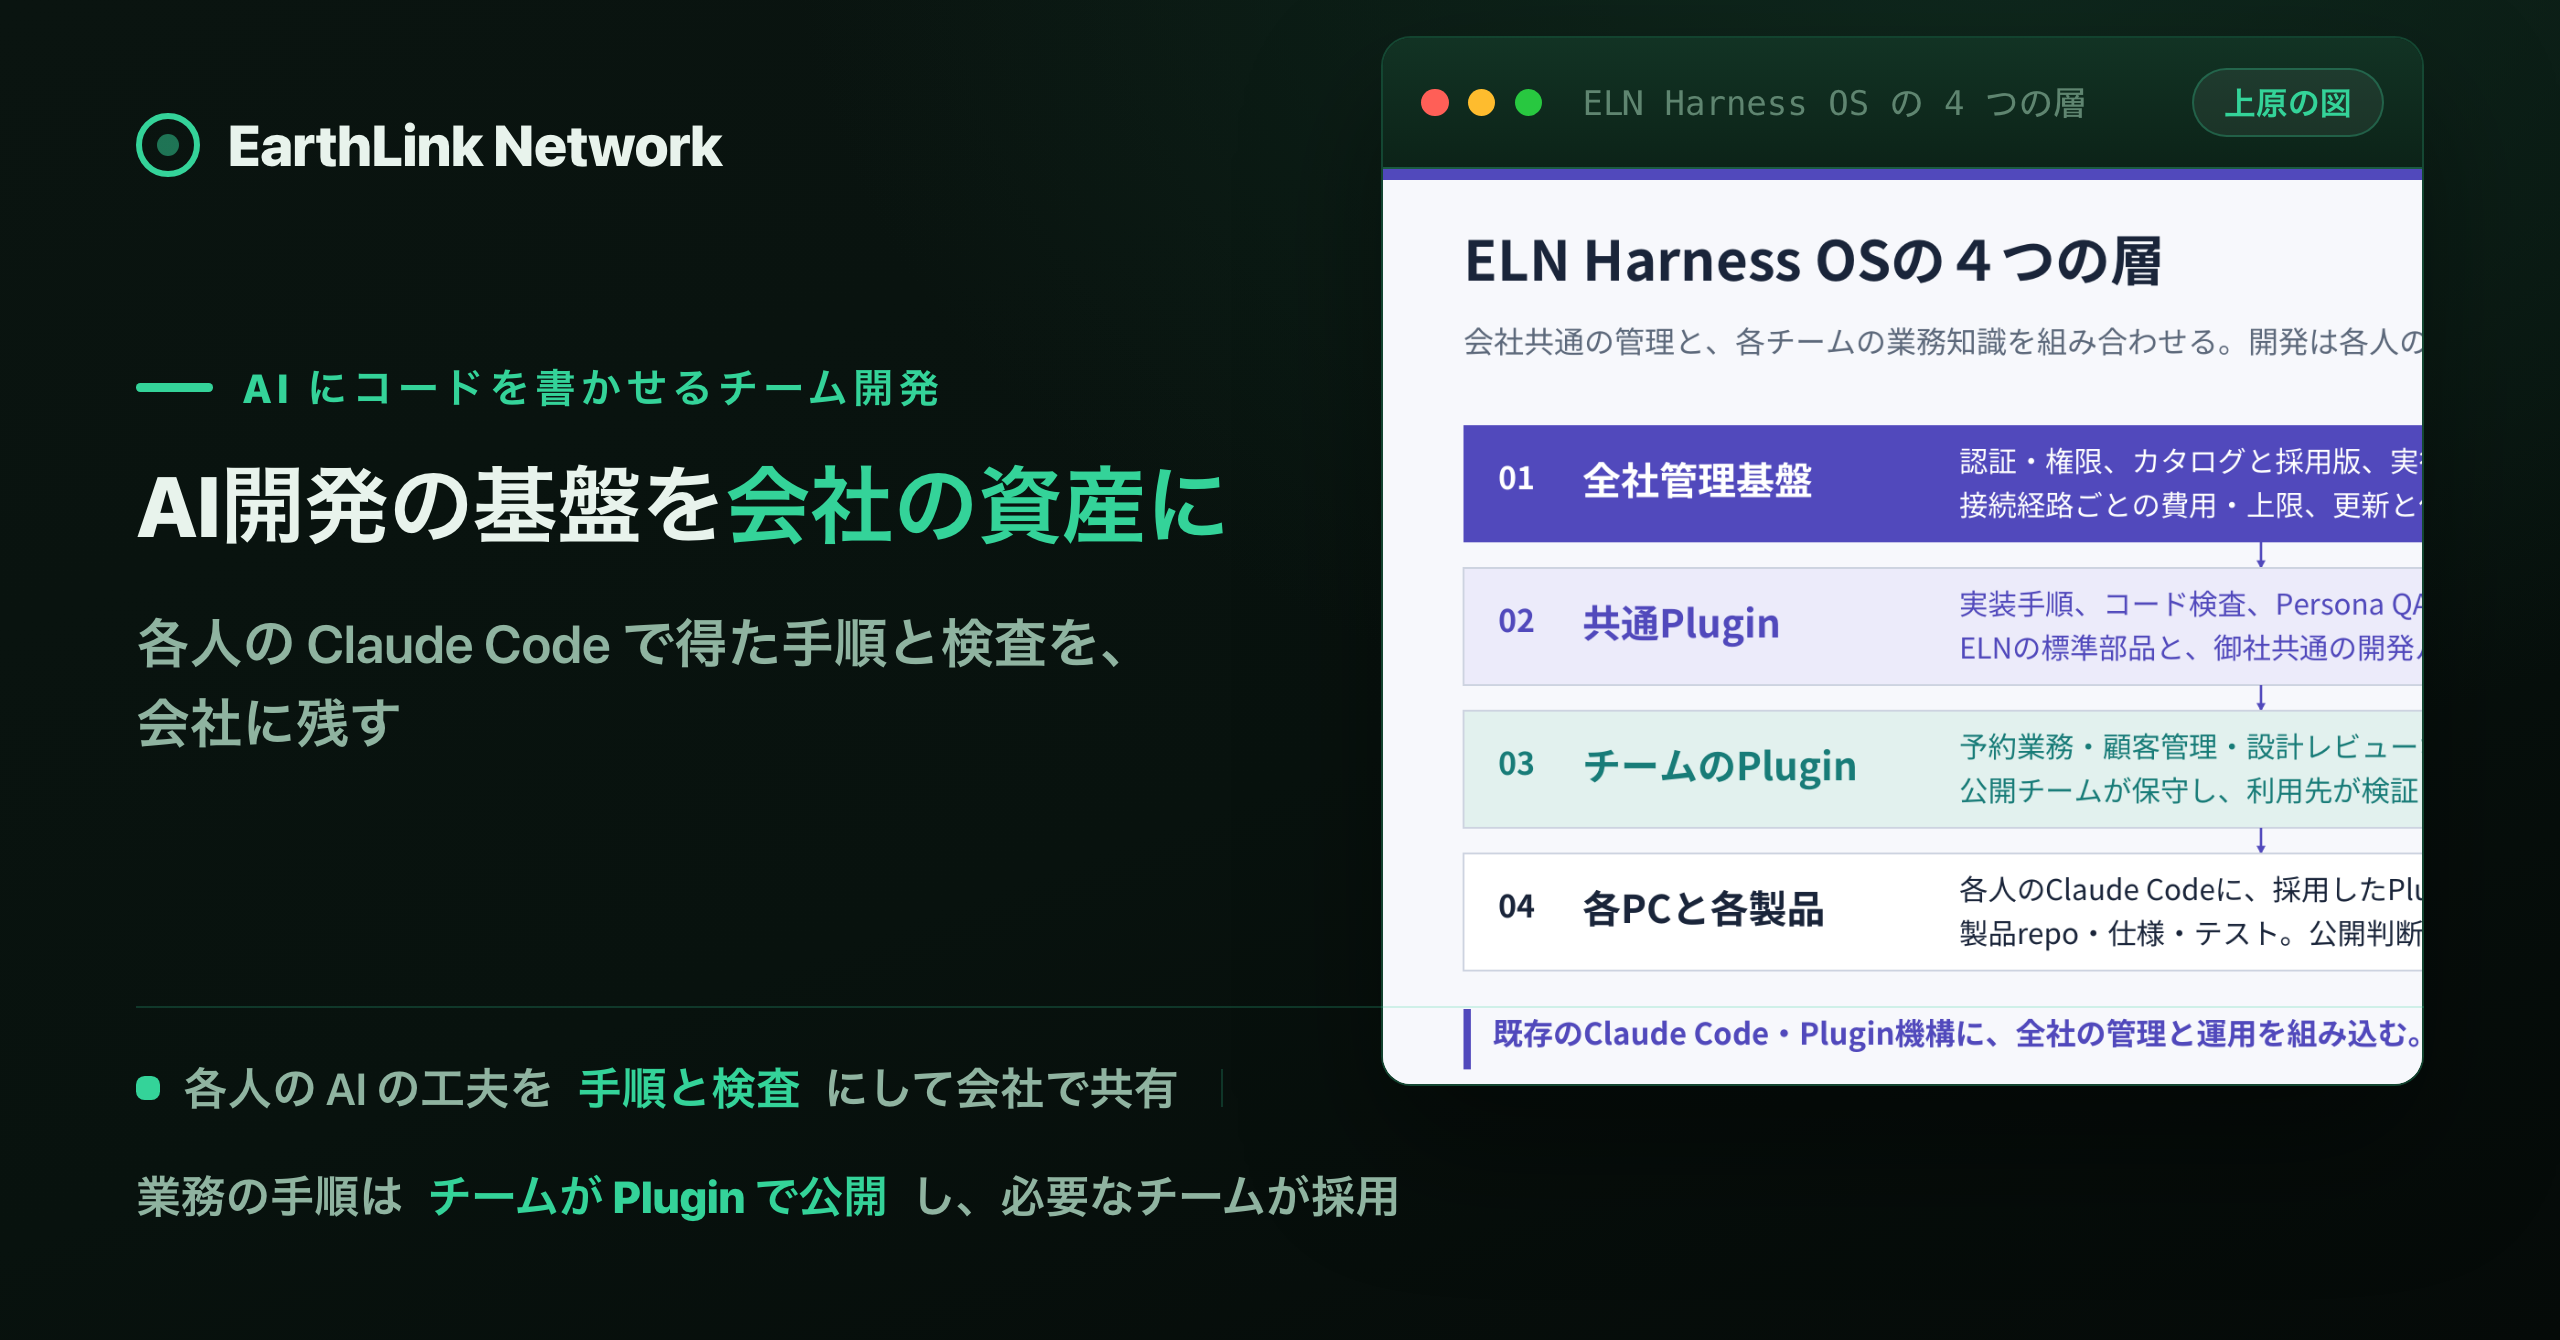 EarthLink Network
AI にコードを書かせるチーム開発
AI開発の基盤を会社の資産に
各人の Claude Code で得た手順と検査を、
会社に残す
各人の AI の工夫を 手順と検査 にして会社で共有
業務の手順は チームが Plugin で公開 し、必要なチームが採用
ELN Harness OS の 4 つの層
上原の図
ELN Harness OSの４つの層
会社共通の管理と、各チームの業務知識を組み合わせる。開発は各人の
01 全社管理基盤
認証・権限、カタログと採用版、実
接続経路ごとの費用・上限、更新と
02 共通Plugin
実装手順、コード検査、Persona QA
ELNの標準部品と、御社共通の開発
03 チームのPlugin
予約業務・顧客管理・設計レビュー
公開チームが保守し、利用先が検証
04 各PCと各製品
各人のClaude Codeに、採用したPlu
製品repo・仕様・テスト。公開判断
既存のClaude Code・Plugin機構に、全社の管理と運用を組み込む。